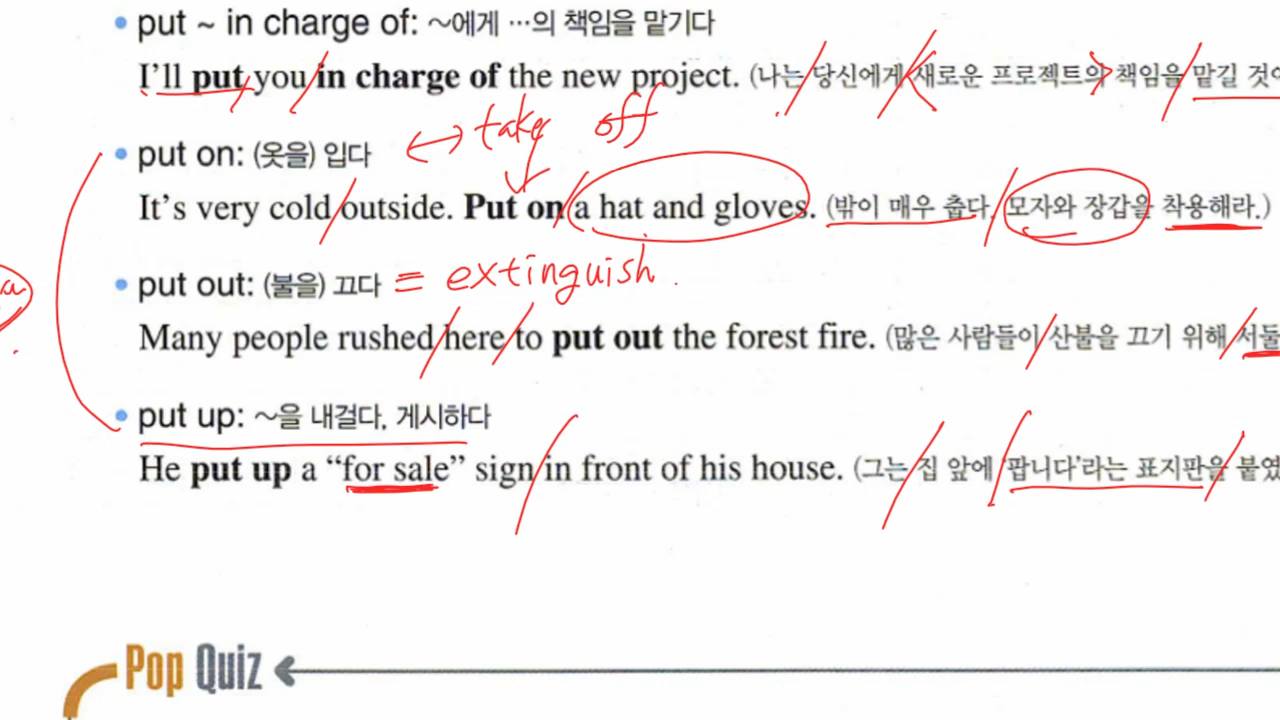 • put ~ in charge of: ~에게 …의 책임을 맡기다
I'll put you in charge of the new project. (나는 당신에게 새로운 프로젝트의 책임을 맡길
↔ take off
• put on: (옷을) 입다
It's very cold outside. Put on a hat and gloves. (밖이 매우 춥다. 모자와 장갑을 착용해라.)
• put out: (불을) 끄다 = extinguish.
Many people rushed here to put out the forest fire. (많은 사람들이 산불을 끄기 위해 서둘
• put up: ~을 내걸다, 게시하다
He put up a “for sale” sign in front of his house. (그는 집 앞에 '팝니다'라는 표지판을 붙였
Pop Quiz